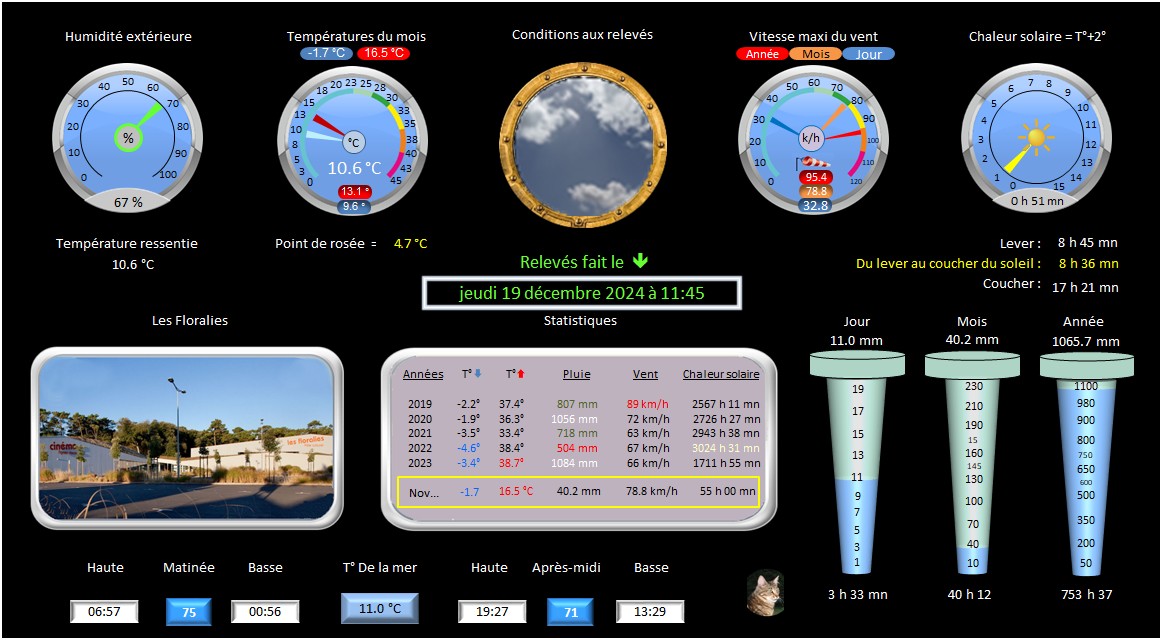 Humidité extérieure
Températures du mois
-1.7 °C 16.5 °C
Conditions aux relevés
Vitesse maxi du vent
Année Mois Jour
Chaleur solaire = T°+2°
0 10 20 30 40 50 60 70 80 90 100
%
67 %
0 3 5 8 10 13 15 18 20 23 25 28 30 33 35 38 40 43 45
°C
10.6 °C
13.1 °
9.6 °
0 10 20 30 40 50 60 70 80 90 100 110 120
k/h
95.4
78.8
32.8
0 1 2 3 4 5 6 7 8 9 10 11 12 13 14 15
0 h 51 mn
Température ressentie
10.6 °C
Point de rosée = 4.7 °C
Relevés fait le
jeudi 19 décembre 2024 à 11:45
Lever : 8 h 45 mn
Du lever au coucher du soleil : 8 h 36 mn
Coucher : 17 h 21 mn
Les Floralies
cinéma
les floralies
Statistiques
Années T° T° Pluie Vent Chaleur solaire
2019 -2.2° 37.4° 807 mm 89 km/h 2567 h 11 mn
2020 -1.9° 36.3° 1056 mm 72 km/h 2726 h 27 mn
2021 -3.5° 33.4° 718 mm 63 km/h 2943 h 38 mn
2022 -4.6° 38.4° 504 mm 67 km/h 3024 h 31 mn
2023 -3.4° 38.7° 1084 mm 66 km/h 1711 h 55 mn
Nov... -1.7 16.5 °C 40.2 mm 78.8 km/h 55 h 00 mn
Jour
11.0 mm
19
17
15
13
11
9
7
5
3
1
3 h 33 mn
Mois
40.2 mm
230
210
190
15
160
145
130
100
70
40
10
40 h 12
Année
1065.7 mm
1100
980
900
800
750
650
600
500
350
200
50
753 h 37
Haute Matinée Basse
06:57 75 00:56
T° De la mer
11.0 °C
Haute Après-midi Basse
19:27 71 13:29